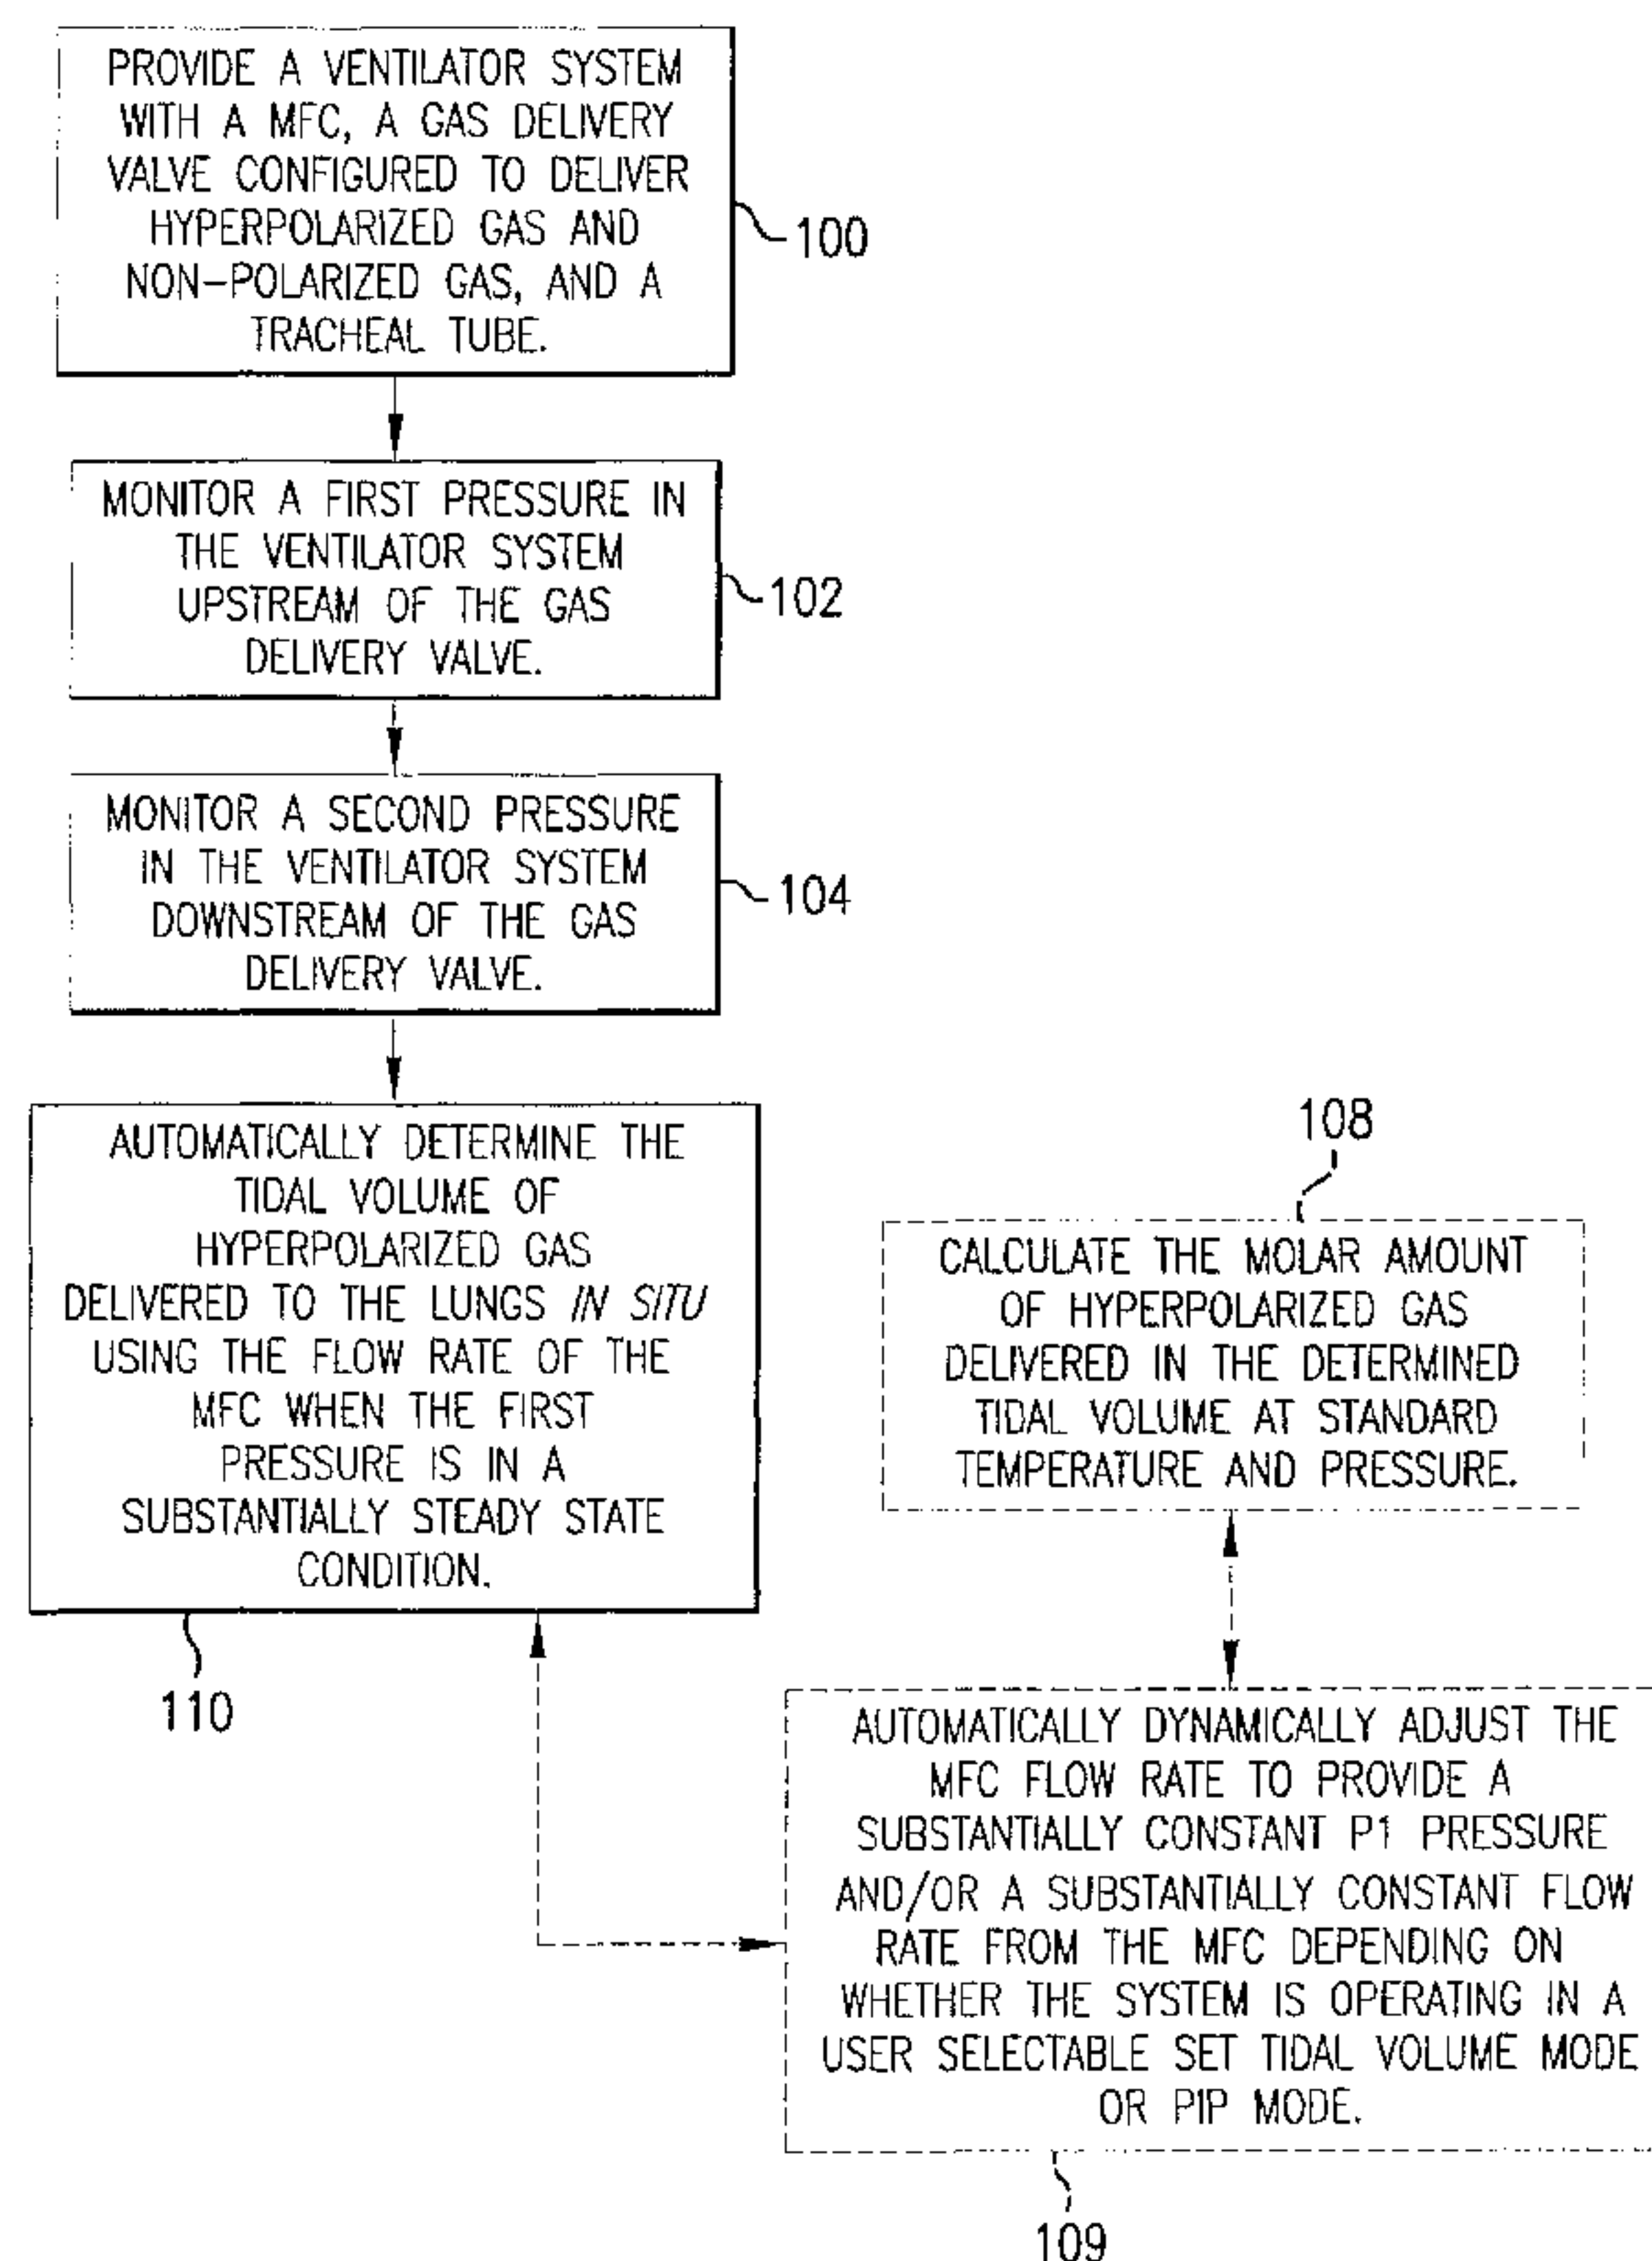 PROVIDE A VENTILATOR SYSTEM
WITH A MFC, A GAS DELIVERY
VALVE CONFIGURED TO DELIVER
HYPERPOLARIZED GAS AND
NON-POLARIZED GAS, AND A
TRACHEAL TUBE.
100
MONITOR A FIRST PRESSURE IN
THE VENTILATOR SYSTEM
UPSTREAM OF THE GAS
DELIVERY VALVE.
102
MONITOR A SECOND PRESSURE
IN THE VENTILATOR SYSTEM
DOWNSTREAM OF THE GAS
DELIVERY VALVE.
104
AUTOMATICALLY DETERMINE THE
TIDAL VOLUME OF
HYPERPOLARIZED GAS
DELIVERED TO THE LUNGS IN SITU
USING THE FLOW RATE OF THE
MFC WHEN THE FIRST
PRESSURE IS IN A
SUBSTANTIALLY STEADY STATE
CONDITION.
110
108
CALCULATE THE MOLAR AMOUNT
OF HYPERPOLARIZED GAS
DELIVERED IN THE DETERMINED
TIDAL VOLUME AT STANDARD
TEMPERATURE AND PRESSURE.
AUTOMATICALLY DYNAMICALLY ADJUST THE
MFC FLOW RATE TO PROVIDE A
SUBSTANTIALLY CONSTANT P1 PRESSURE
AND/OR A SUBSTANTIALLY CONSTANT FLOW
RATE FROM THE MFC DEPENDING ON
WHETHER THE SYSTEM IS OPERATING IN A
USER SELECTABLE SET TIDAL VOLUME MODE
OR PIP MODE.
109